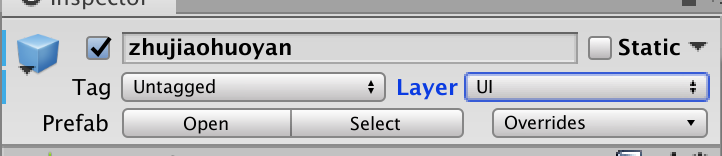 Inspector
zhujiaohuoyan Static
Tag Untagged Layer UI
Prefab Open Select Overrides